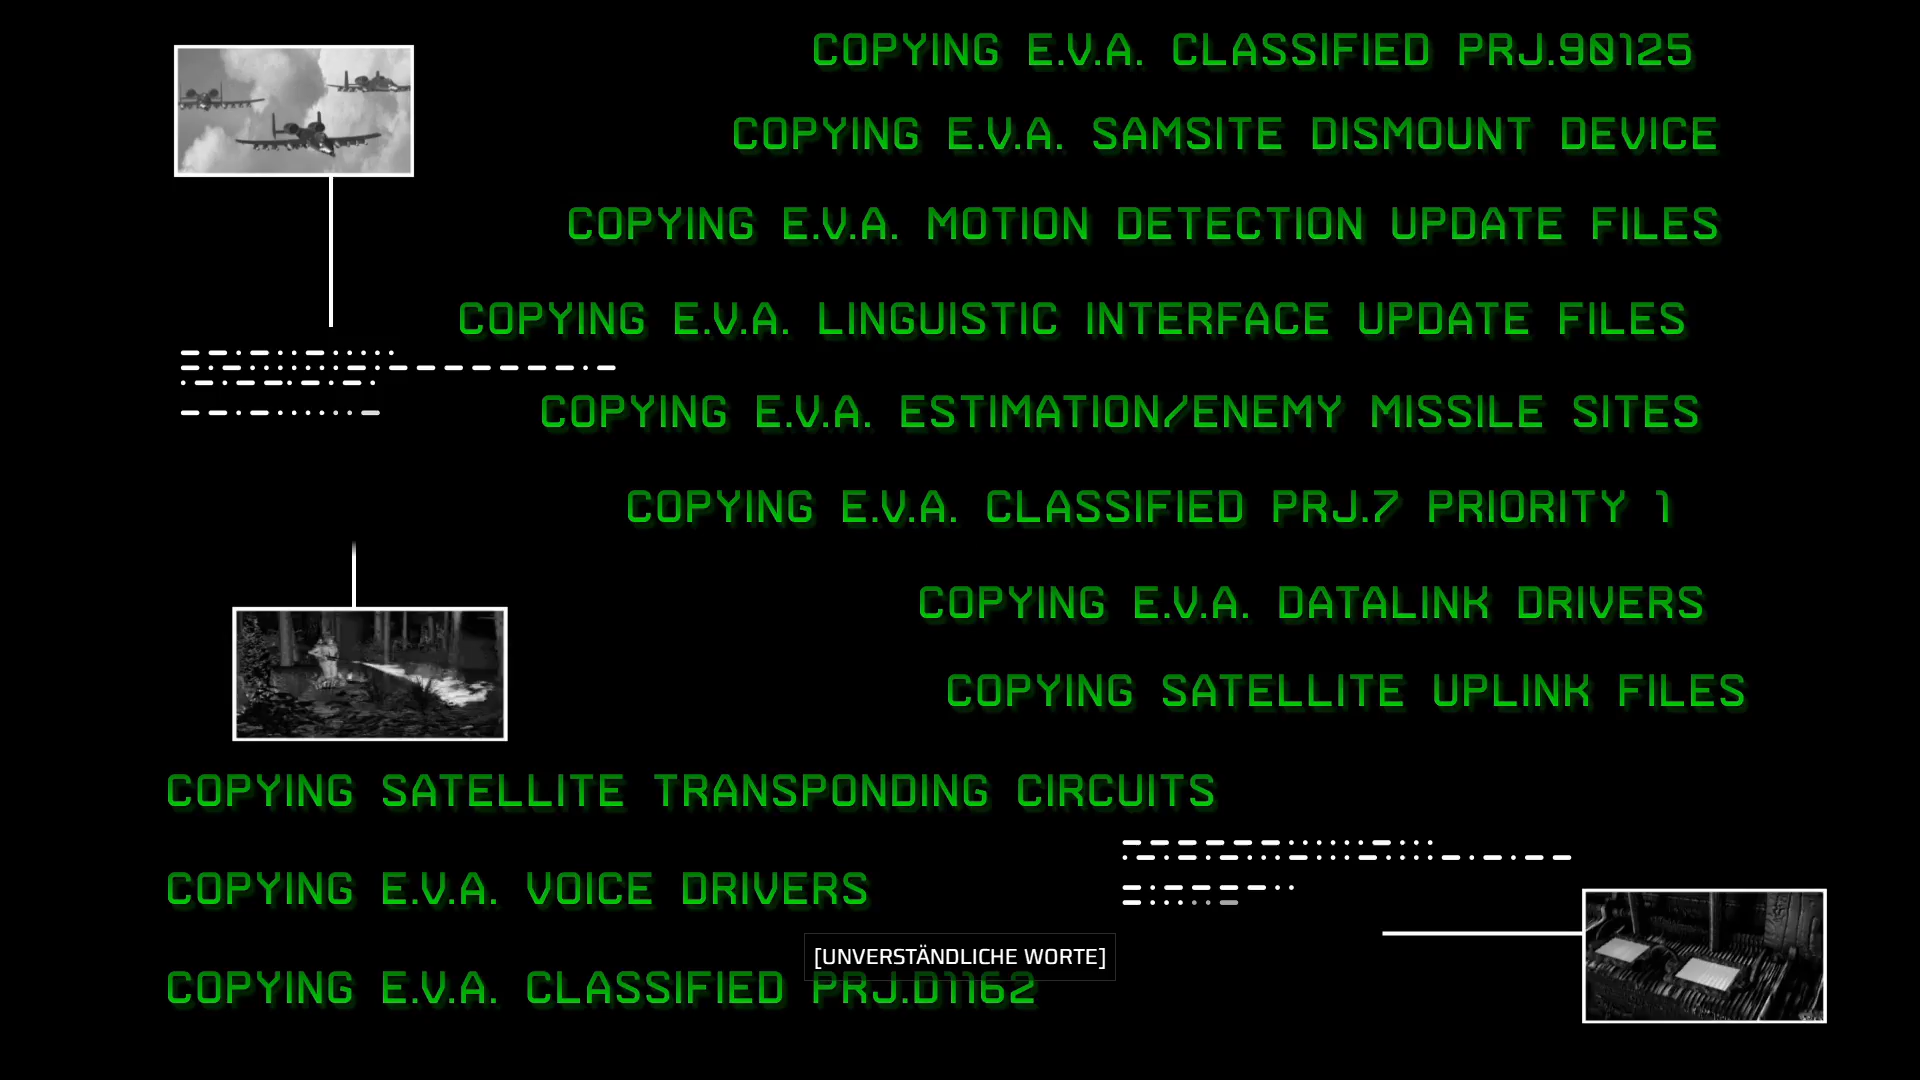 COPYING E.V.A. CLASSIFIED PRJ.90125
COPYING E.V.A. SAMSITE DISMOUNT DEVICE
COPYING E.V.A. MOTION DETECTION UPDATE FILES
COPYING E.V.A. LINGUISTIC INTERFACE UPDATE FILES
COPYING E.V.A. ESTIMATION/ENEMY MISSILE SITES
COPYING E.V.A. CLASSIFIED PRJ.7 PRIORITY 1
COPYING E.V.A. DATALINK DRIVERS
COPYING SATELLITE UPLINK FILES
COPYING SATELLITE TRANSPONDING CIRCUITS
COPYING E.V.A. VOICE DRIVERS
[UNVERSTÄNDLICHE WORTE]
COPYING E.V.A. CLASSIFIED PRJ.D1162